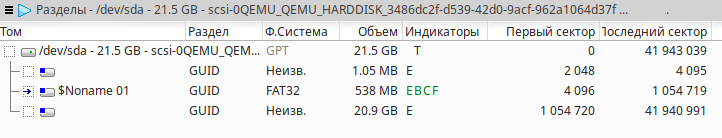 Разделы - /dev/sda - 21.5 GB - scsi-0QEMU_QEMU_HARDDISK_3486dc2f-d539-42d0-9acf-962a1064d37f ...
Том Раздел Ф.Система Объем Индикаторы Первый сектор Последний сектор
/dev/sda - 21.5 GB - scsi-0QEMU_QEM... GPT 21.5 GB T 0 41 943 039
GUID Неизв. 1.05 MB E 2 048 4 095
$Noname 01 GUID FAT32 538 MB EBCF 4 096 1 054 719
GUID Неизв. 20.9 GB E 1 054 720 41 940 991